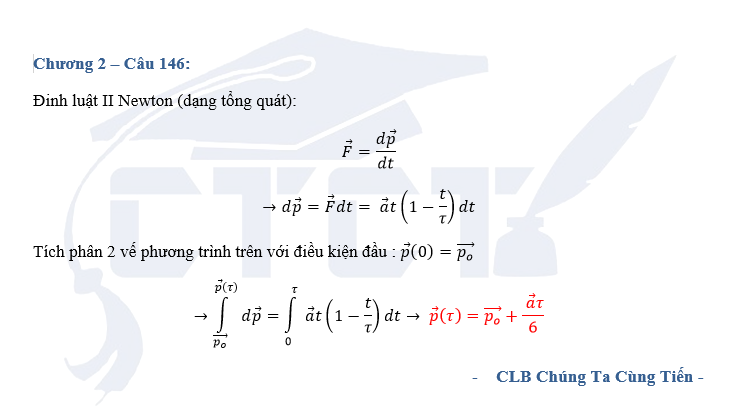 Chương 2 – Câu 146:
Đinh luật II Newton (dạng tổng quát):
$\vec{F} = \frac{d\vec{p}}{dt}$
$\rightarrow d\vec{p} = \vec{F}dt = \vec{a}t\left(1 - \frac{t}{\tau}\right)dt$
Tích phân 2 vế phương trình trên với điều kiện đầu : $\vec{p}(0) = \overrightarrow{p_o}$
$\rightarrow \int_{\overrightarrow{p_o}}^{\vec{p}(\tau)} d\vec{p} = \int_0^{\tau} \vec{a}t\left(1 - \frac{t}{\tau}\right)dt \rightarrow \vec{p}(\tau) = \overrightarrow{p_o} + \frac{\vec{a}\tau}{6}$
- CLB Chúng Ta Cùng Tiến -
CTCT